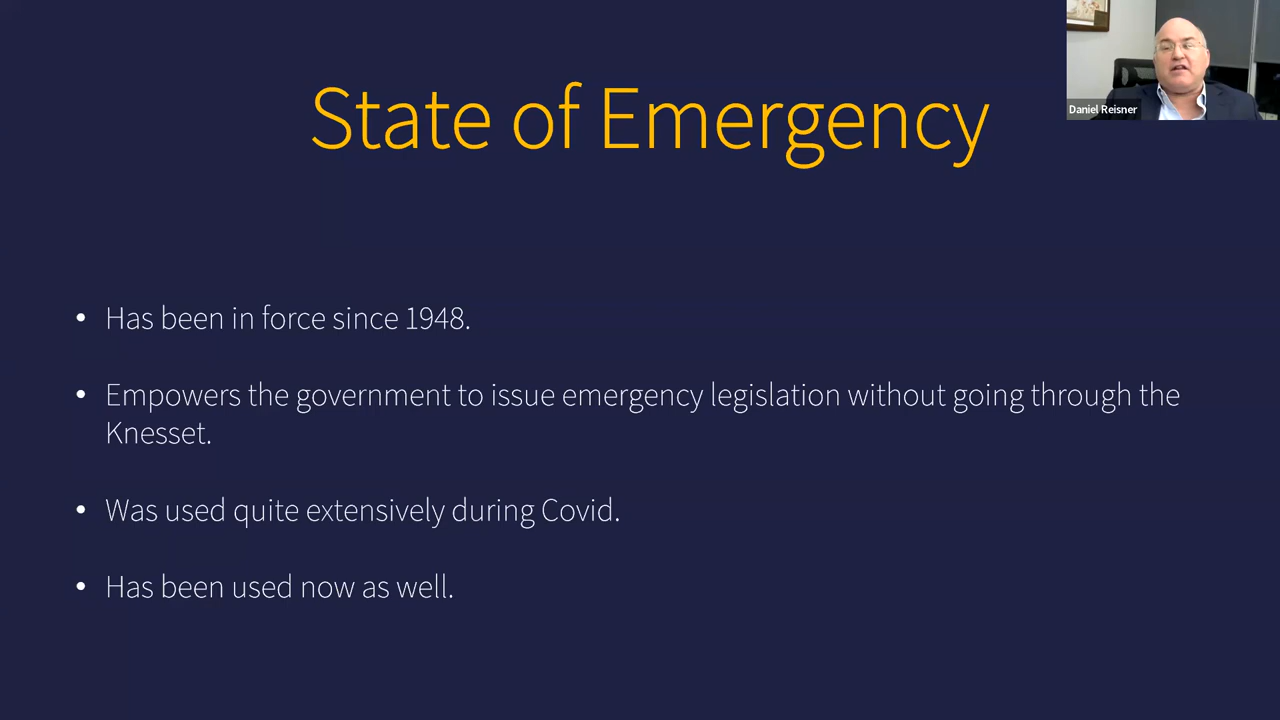 State of Emergency
Daniel Reisner
• Has been in force since 1948.
• Empowers the government to issue emergency legislation without going through the
Knesset.
• Was used quite extensively during Covid.
• Has been used now as well.